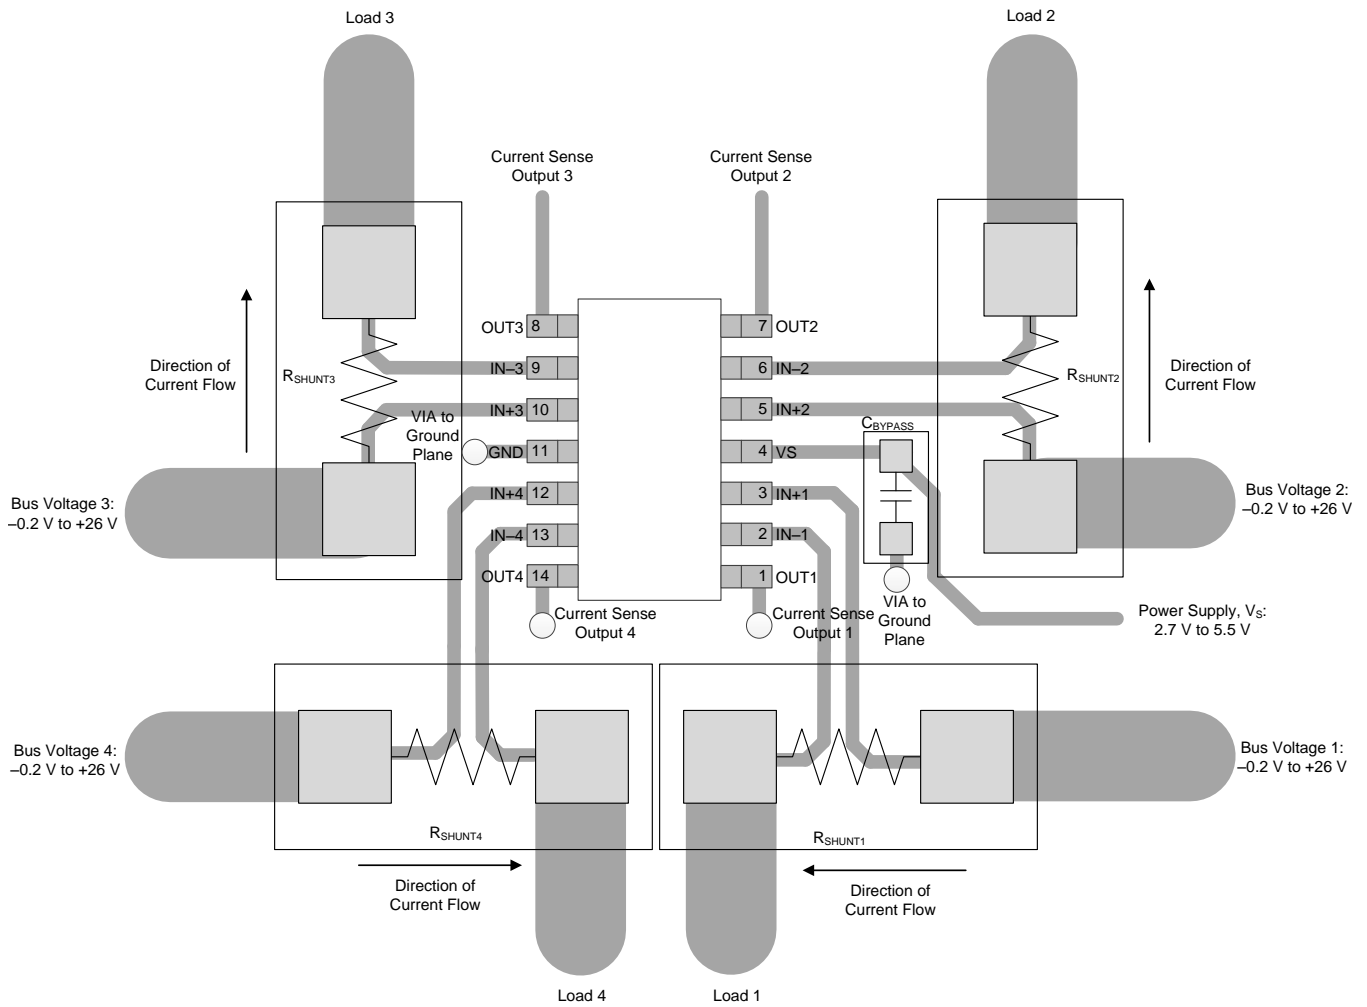 Load 3
Load 2
Current Sense
Output 3
Current Sense
Output 2
OUT3 8
7 OUT2
IN–3 9
6 IN–2
Direction of
Current Flow
RSHUNT3
RSHUNT2
Direction of
Current Flow
IN+3 10
5 IN+2
VIA to
Ground
Plane
CBYPASS
GND 11
4 VS
Bus Voltage 3:
–0.2 V to +26 V
IN+4 12
3 IN+1
Bus Voltage 2:
–0.2 V to +26 V
IN–4 13
2 IN–1
OUT4 14
1 OUT1
Current Sense
Output 4
Current Sense
Output 1
VIA to
Ground
Plane
Power Supply, VS:
2.7 V to 5.5 V
Bus Voltage 4:
–0.2 V to +26 V
Bus Voltage 1:
–0.2 V to +26 V
RSHUNT4
RSHUNT1
Direction of
Current Flow
Direction of
Current Flow
Load 4
Load 1